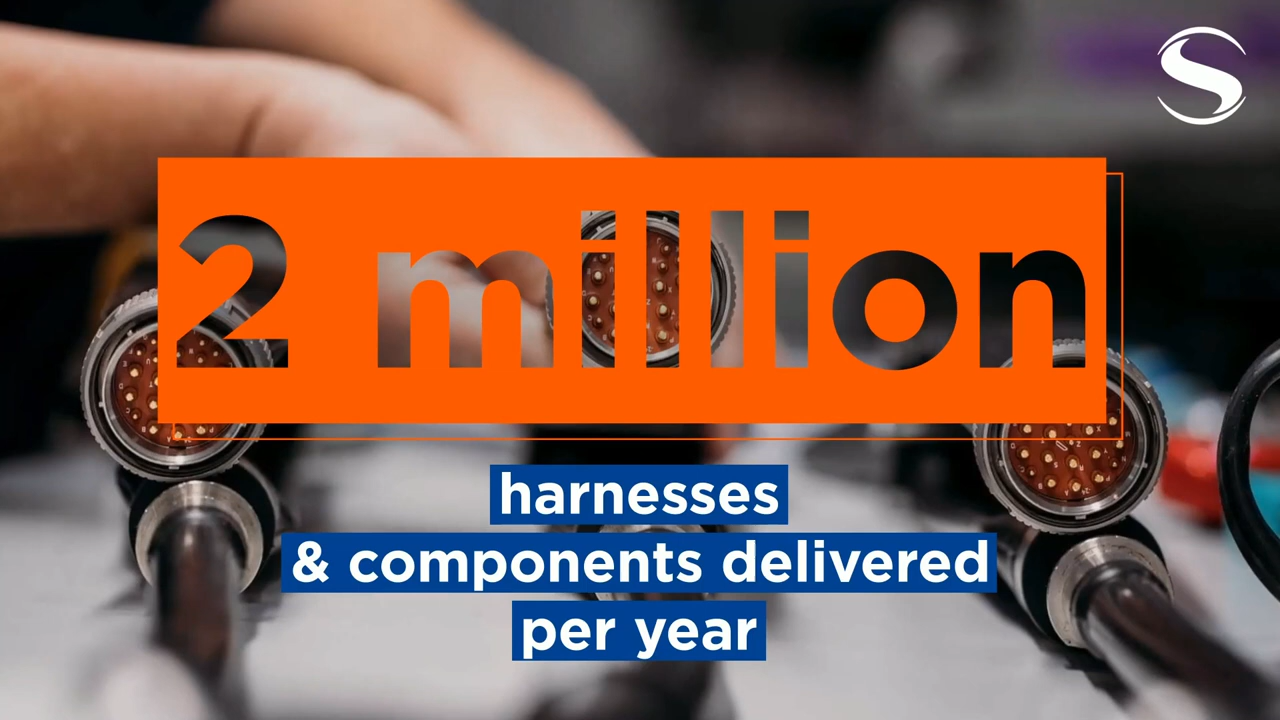 2 million
harnesses
& components delivered
per year